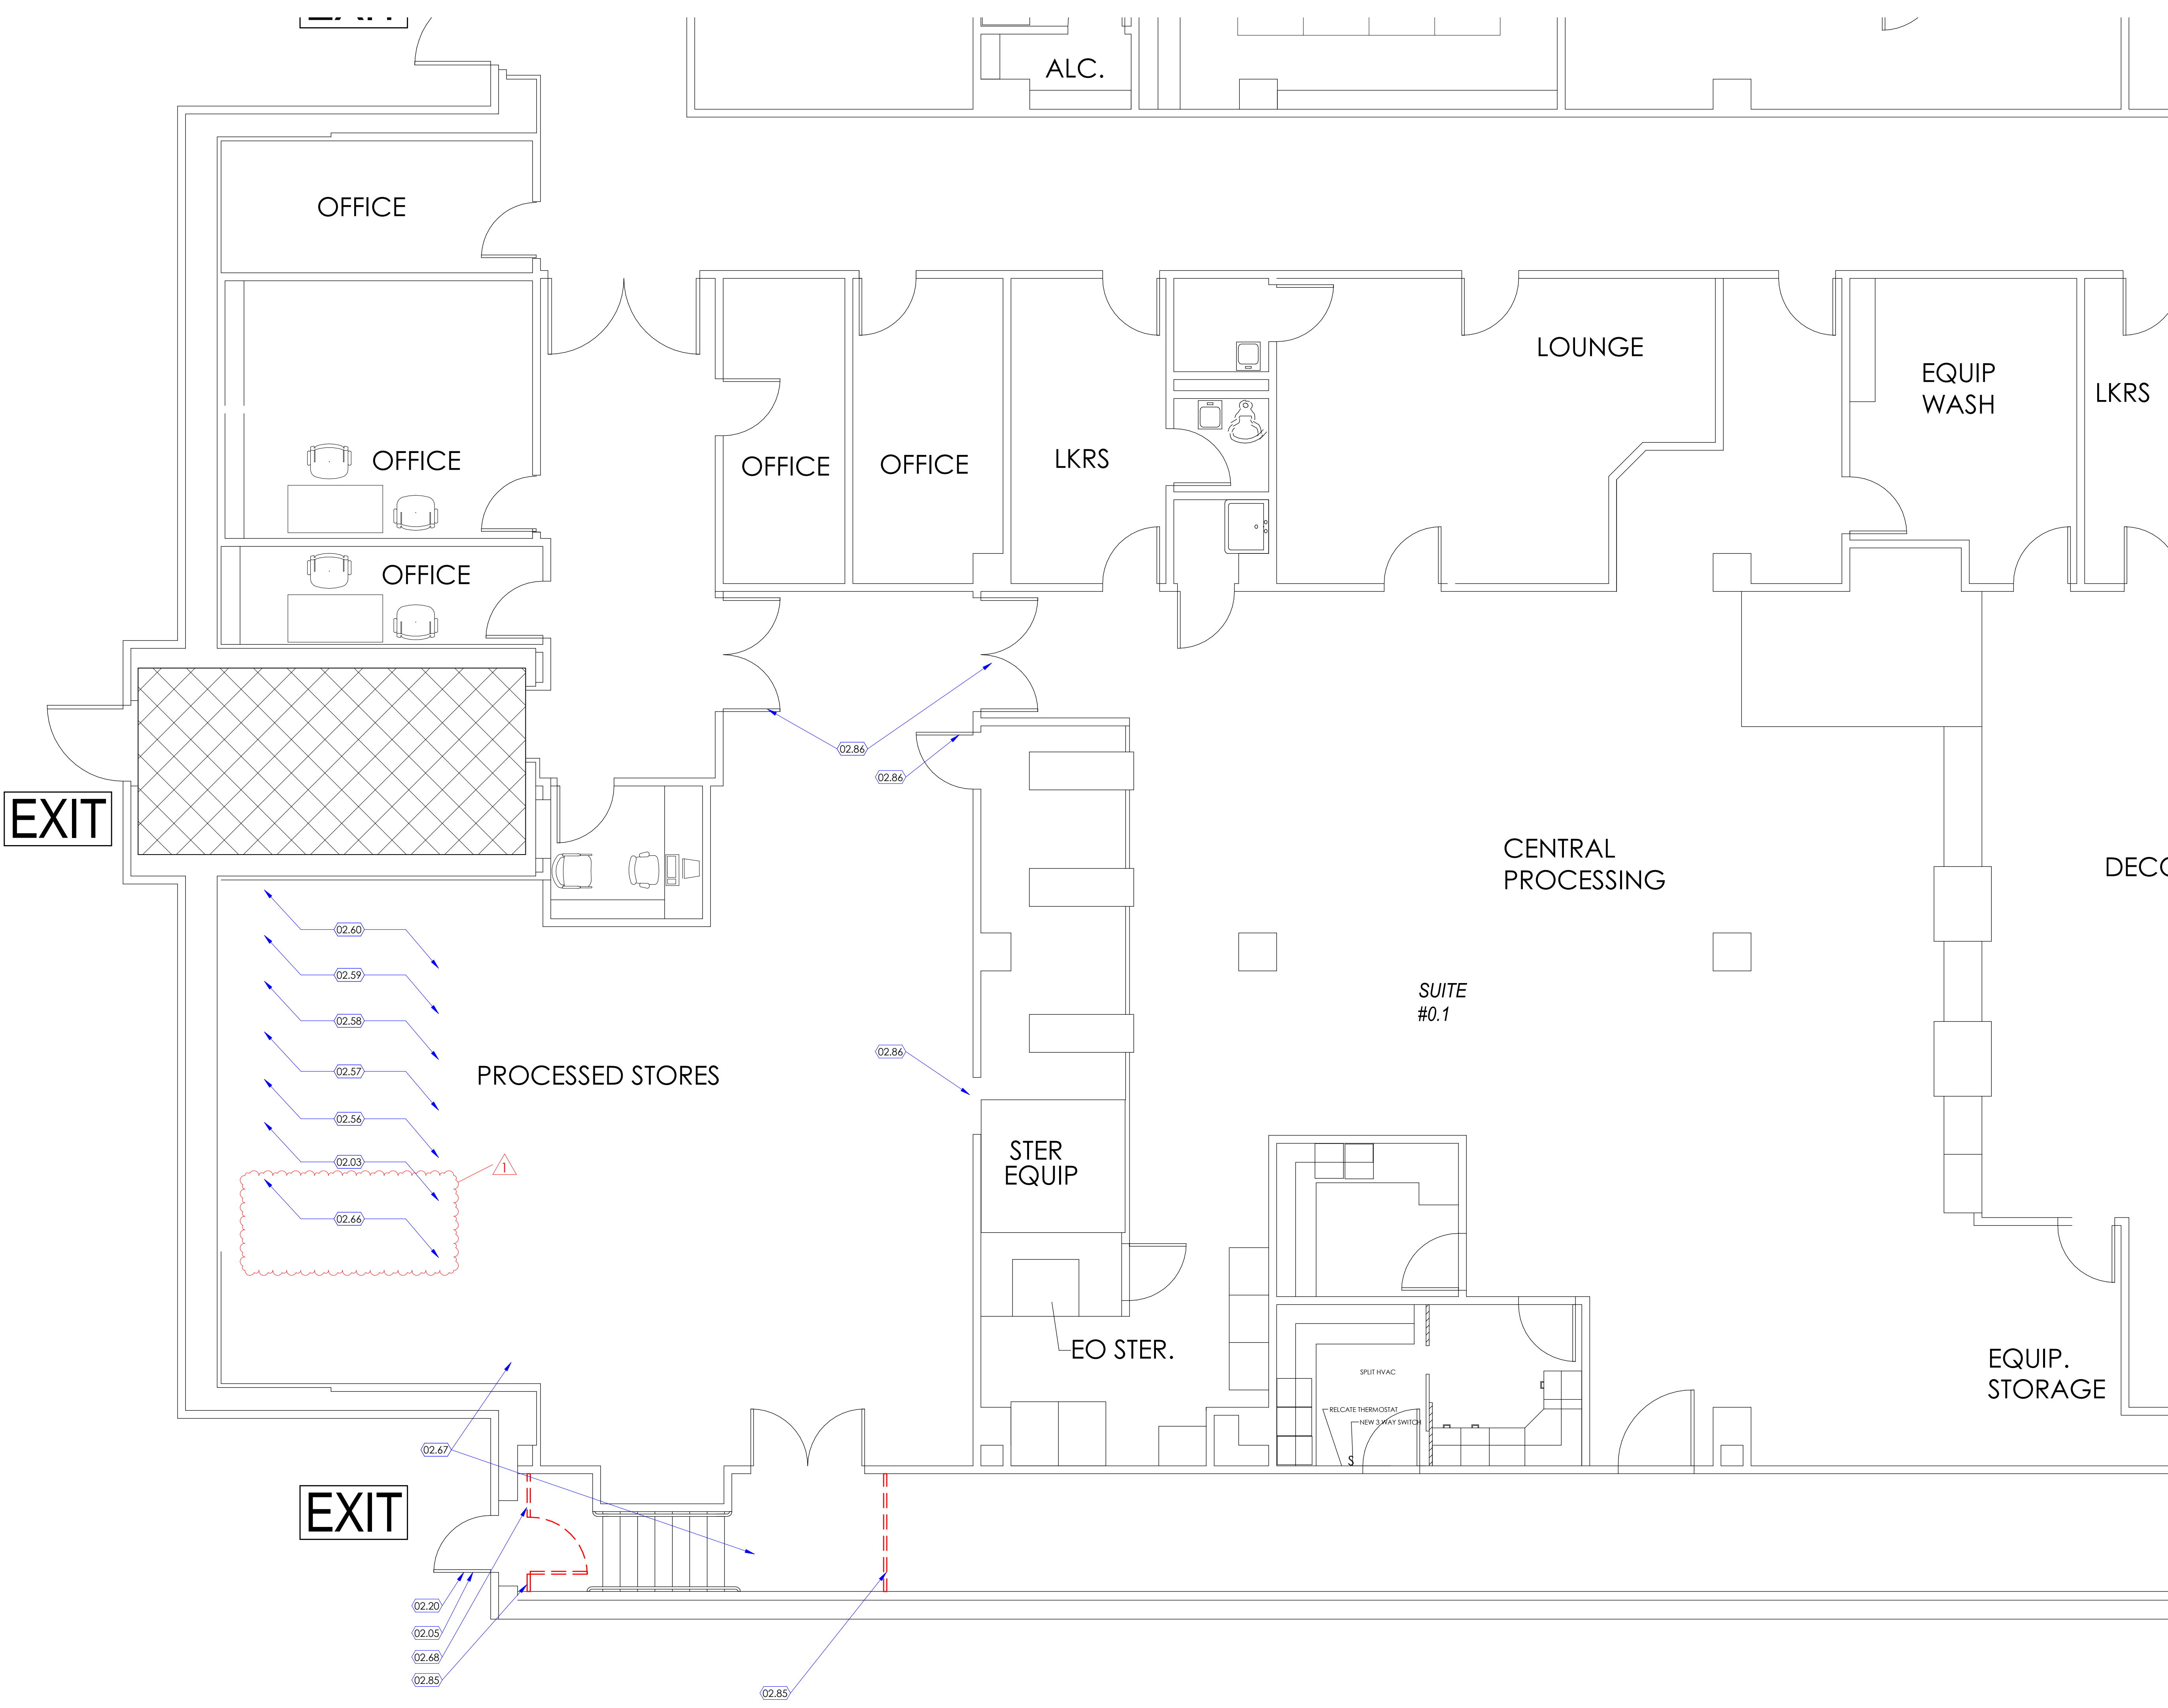 ALC.
OFFICE
LOUNGE
EQUIP
WASH
LKRS
OFFICE
OFFICE
OFFICE
LKRS
OFFICE
02.86
02.86
EXIT
CENTRAL
PROCESSING
02.60
02.59
SUITE
#0.1
02.58
02.86
02.57
PROCESSED STORES
02.56
STER
EQUIP
02.03
1
02.66
EO STER.
EQUIP.
STORAGE
SPLIT HVAC
RELCATE THERMOSTAT
NEW 3 WAY SWITCH
02.67
S
EXIT
02.20
02.05
02.68
02.85
02.85